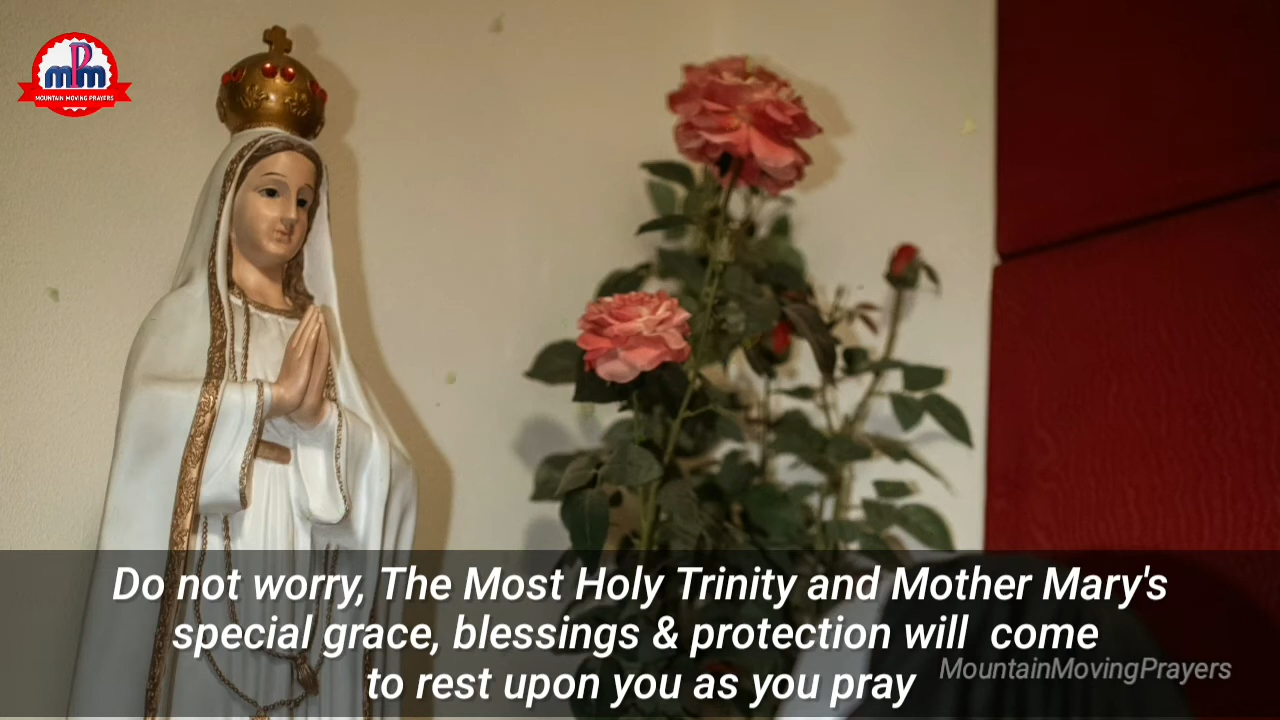 mPm
MOUNTAIN MOVING PRAYERS
Do not worry, The Most Holy Trinity and Mother Mary's
special grace, blessings & protection will  come
to rest upon you as you pray
MountainMovingPrayers